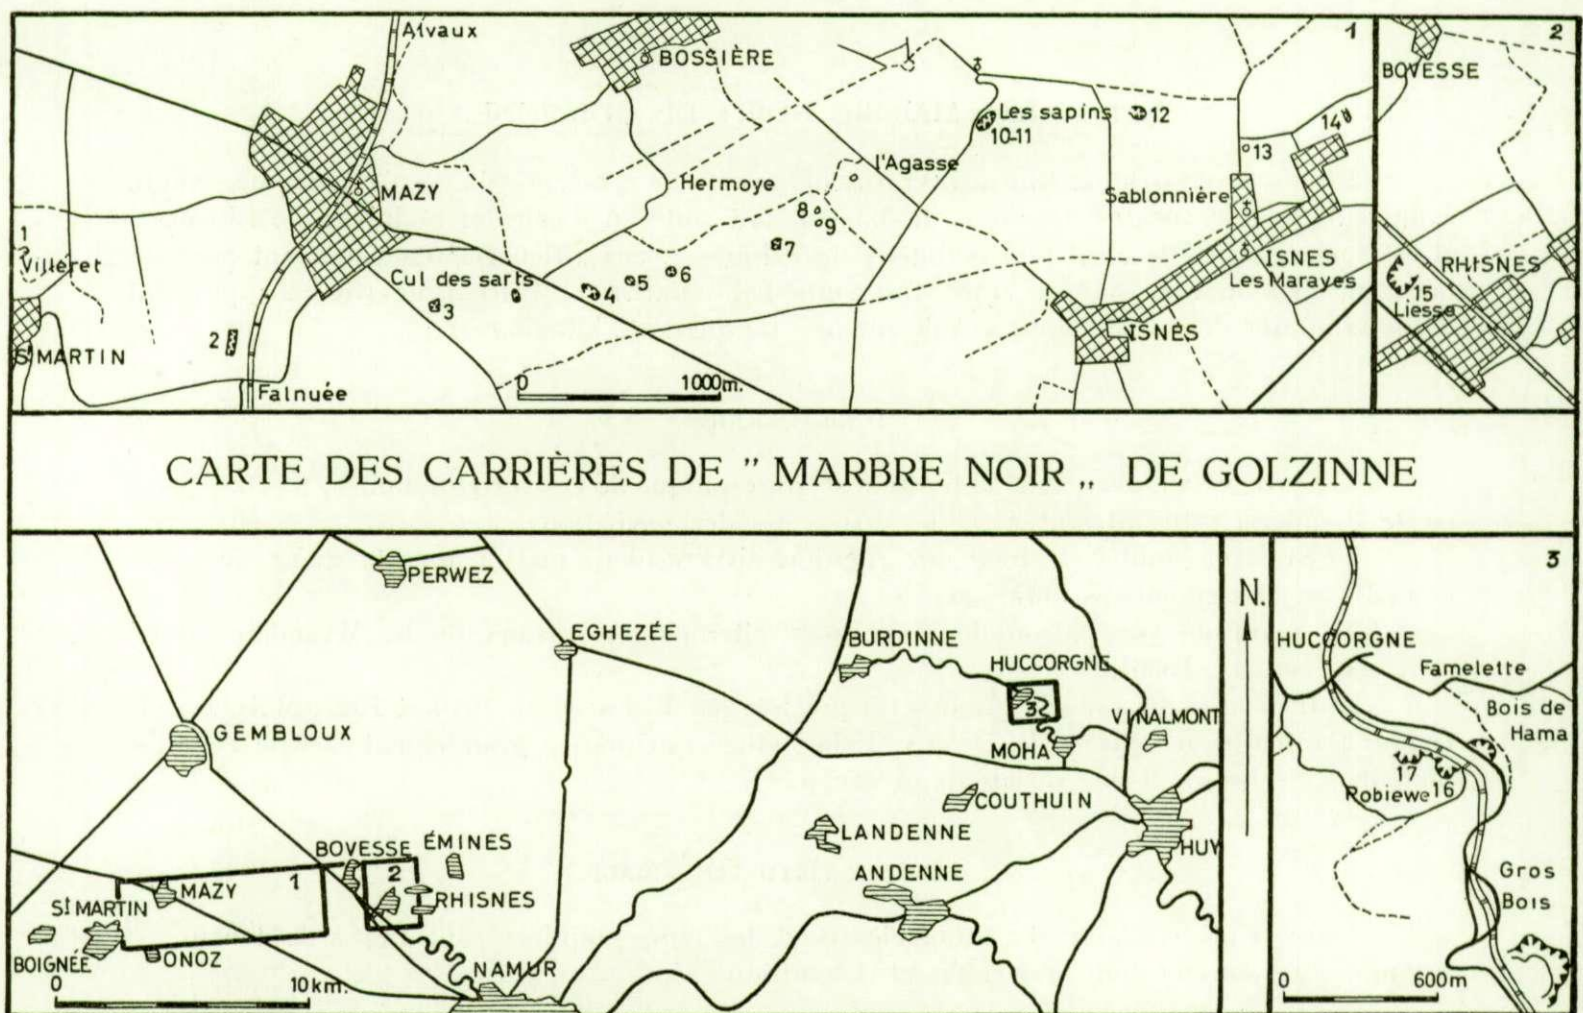 Alvaux
1
2
BOSSIÈRE
BOVESSE
Les sapins
10-11
12
14
13
l'Agasse
MAZY
Hermoye
Sablonnière
8
9
7
1
Villeret
ISNES
Les Marayes
RHISNES
15
Liesse
Cul des sarts
6
5
4
3
2
St MARTIN
ISNES
Falnuée
0 1000m.
CARTE DES CARRIÈRES DE " MARBRE NOIR „ DE GOLZINNE
PERWEZ
EGHEZÉE
BURDINNE
HUCCORGNE
3
VINALMONT
MOHA
GEMBLOUX
COUTHUIN
LANDENNE
HUY
ANDENNE
BOVESSE
ÉMINES
1
2
MAZY
RHISNES
St MARTIN
BOIGNÉE
ONOZ
NAMUR
0 10km.
N.
3
HUCCORGNE
Famelette
Bois de
Hama
17
16
Robiewe
Gros
Bois
0 600m